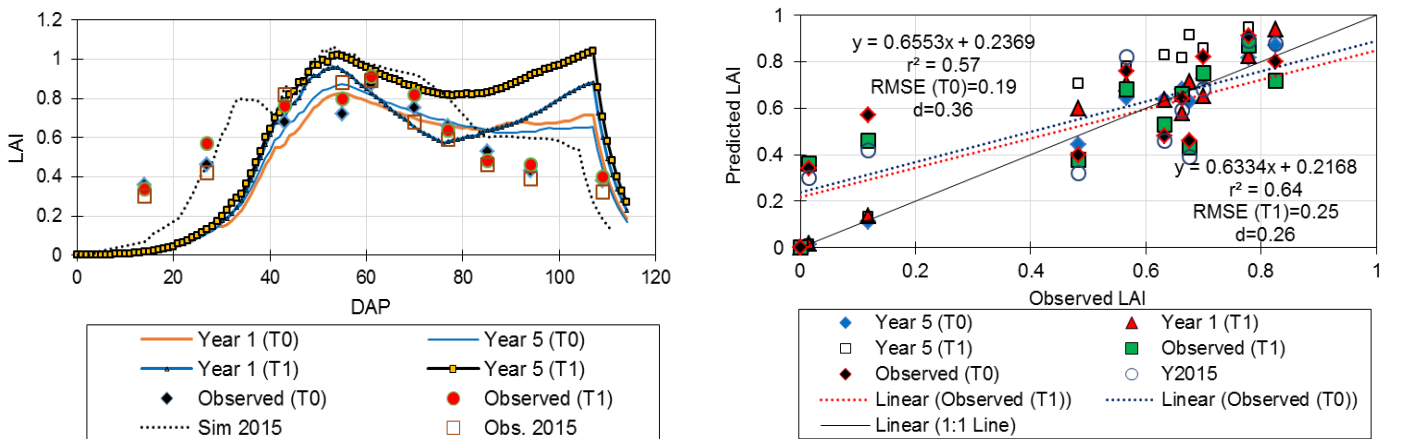 1.2
1
0.8
0.6
0.4
0.2
0
0 20 40 60 80 100 120
LAI
DAP
Year 1 (T0) Year 5 (T0)
Year 1 (T1) Year 5 (T1)
Observed (T0) Observed (T1)
Sim 2015 Obs. 2015
1
0.8
0.6
0.4
0.2
0
0 0.2 0.4 0.6 0.8 1
Predicted LAI
Observed LAI
y = 0.6553x + 0.2369
r² = 0.57
RMSE (T0)=0.19
d=0.36
y = 0.6334x + 0.2168
r² = 0.64
RMSE (T1)=0.25
d=0.26
Year 5 (T0) Year 1 (T1)
Year 5 (T1) Observed (T1)
Observed (T0) Y2015
Linear (Observed (T1)) Linear (Observed (T0))
Linear (1:1 Line)